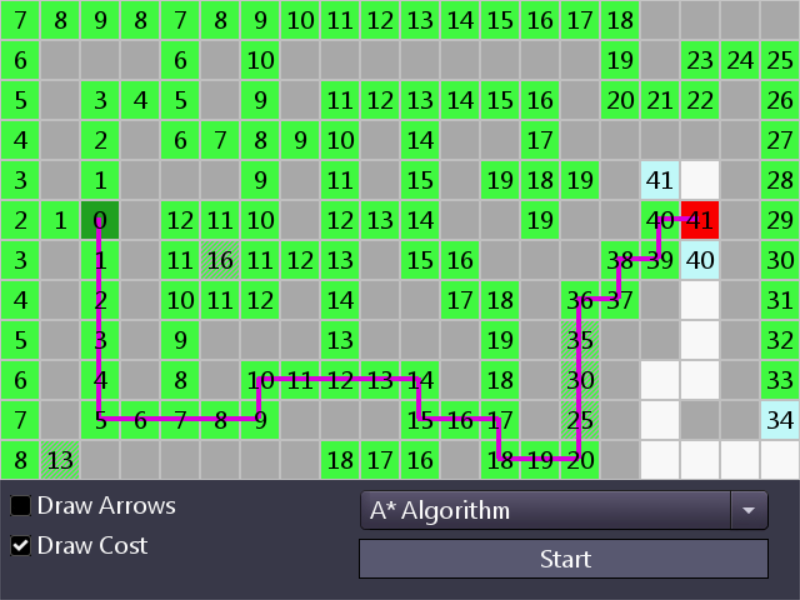 7 8 9 8 7 8 9 10 11 12 13 14 15 16 17 18
6 6 10 19 23 24 25
5 3 4 5 9 11 12 13 14 15 16 20 21 22 26
4 2 6 7 8 9 10 14 17 27
3 1 9 11 15 19 18 19 41 28
2 1 0 12 11 10 12 13 14 19 40 41 29
3 1 11 16 11 12 13 15 16 38 39 40 30
4 2 10 11 12 14 17 18 36 37 31
5 3 9 13 19 35 32
6 4 8 10 11 12 13 14 18 30 33
7 5 6 7 8 9 15 16 17 25 34
8 13 18 17 16 18 19 20
Draw Arrows
A* Algorithm
Draw Cost
Start